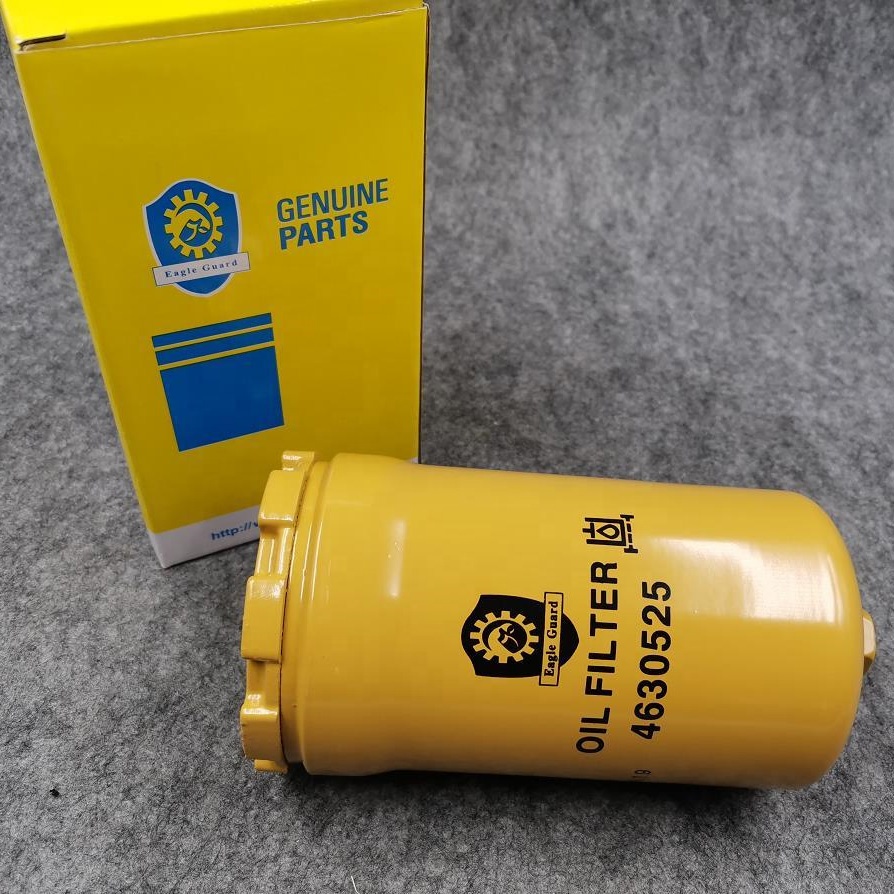 GENUINE
PARTS
Eagle Guard
http://
Eagle Guard
OIL FILTER
4630525